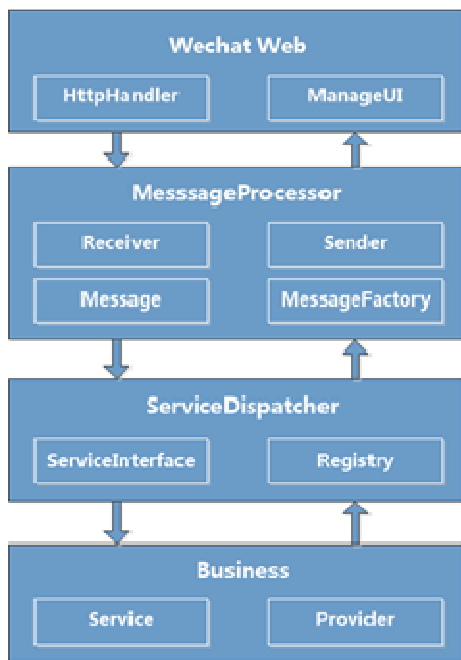 Wechat Web
HttpHandler
ManageUI
MesssageProcessor
Receiver
Sender
Message
MessageFactory
ServiceDispatcher
ServiceInterface
Registry
Business
Service
Provider